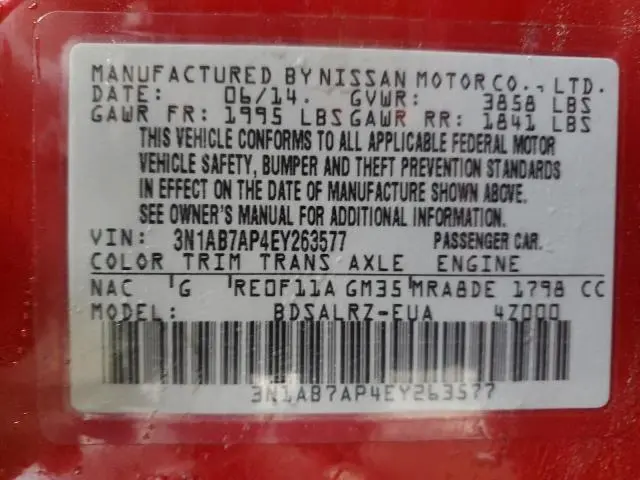 MANUFACTURED BY NISSAN MOTOR CO., LTD.
DATE: 06/14. GVWR: 3858 LBS
GAWR FR: 1995 LBS GAWR RR: 1841 LBS
THIS VEHICLE CONFORMS TO ALL APPLICABLE FEDERAL MOTOR
VEHICLE SAFETY, BUMPER AND THEFT PREVENTION STANDARDS
IN EFFECT ON THE DATE OF MANUFACTURE SHOWN ABOVE.
SEE OWNER'S MANUAL FOR ADDITIONAL INFORMATION.
VIN: 3N1AB7AP4EY263577 PASSENGER CAR.
COLOR TRIM TRANS AXLE ENGINE
NAC G RE0F11A GM35 MRA8DE 1798 CC
MODEL: BDSALRZ-EUA 4Z000
3N1AB7AP4EY263577